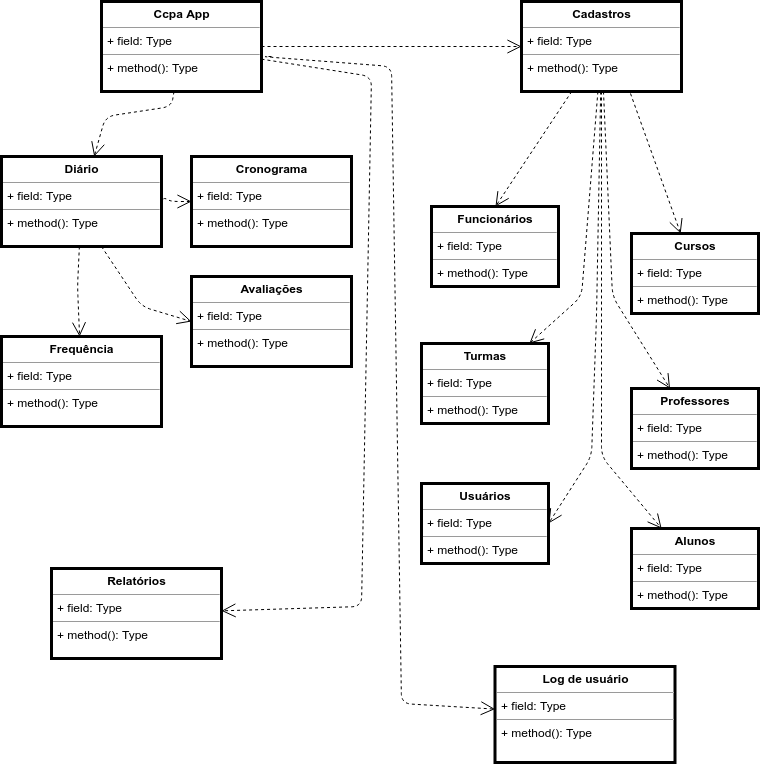 Ccpa App
+ field: Type
+ method(): Type
Cadastros
+ field: Type
+ method(): Type
Diário
+ field: Type
+ method(): Type
Cronograma
+ field: Type
+ method(): Type
Funcionários
+ field: Type
+ method(): Type
Cursos
+ field: Type
+ method(): Type
Avaliações
+ field: Type
+ method(): Type
Frequência
+ field: Type
+ method(): Type
Turmas
+ field: Type
+ method(): Type
Professores
+ field: Type
+ method(): Type
Usuários
+ field: Type
+ method(): Type
Alunos
+ field: Type
+ method(): Type
Relatórios
+ field: Type
+ method(): Type
Log de usuário
+ field: Type
+ method(): Type